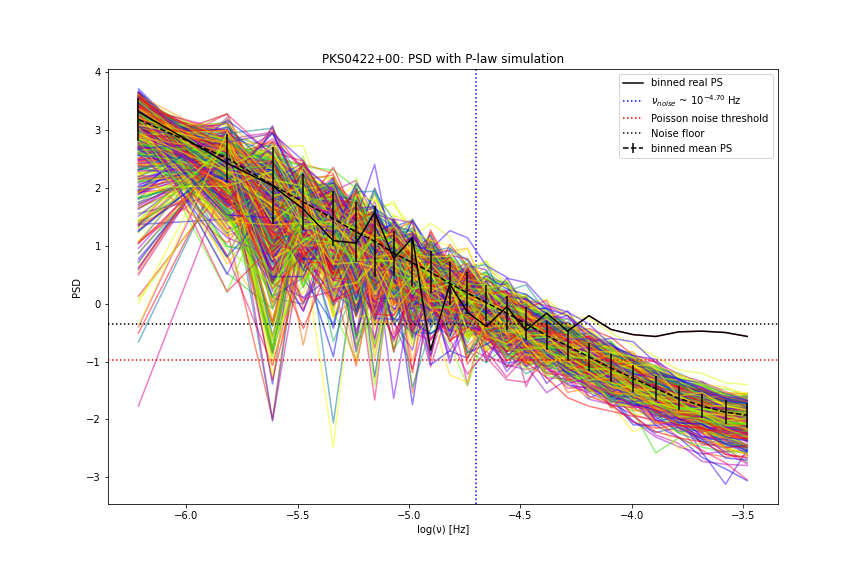 PKS0422+00: PSD with P-law simulation
binned real PS
ν_noise ~ 10^−4.70 Hz
Poisson noise threshold
Noise floor
binned mean PS
PSD
4
3
2
1
0
−1
−2
−3
−6.0 −5.5 −5.0 −4.5 −4.0 −3.5
log(ν) [Hz]